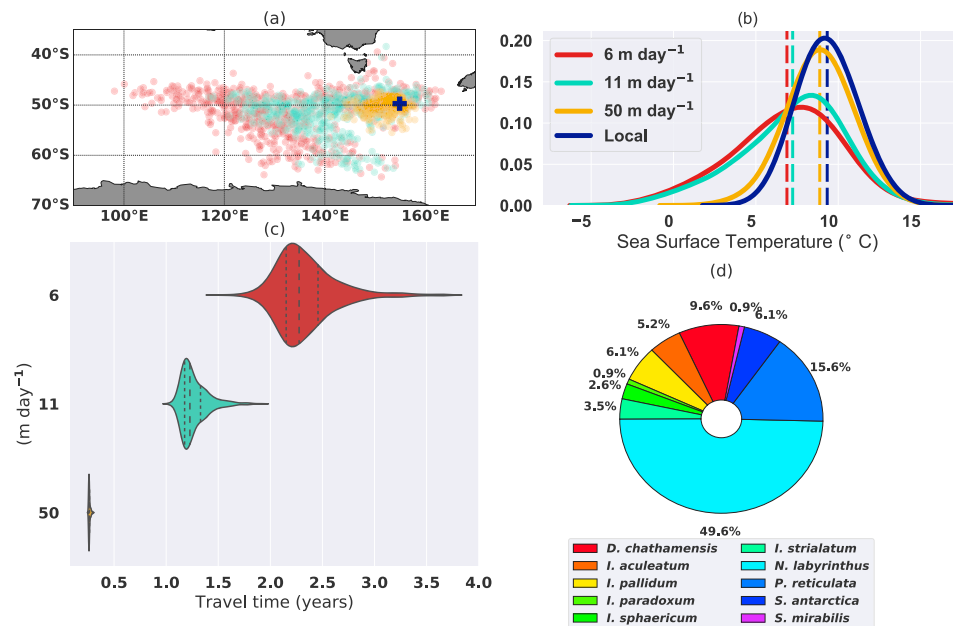 (a)
40°S
50°S
60°S
70°S
100°E
120°E
140°E
160°E
(b)
0.20
0.15
0.10
0.05
0.00
6 m day⁻¹
11 m day⁻¹
50 m day⁻¹
Local
−5
0
5
10
15
Sea Surface Temperature (° C)
(c)
6
11
50
(m day⁻¹)
0.5 1.0 1.5 2.0 2.5 3.0 3.5 4.0
Travel time (years)
(d)
9.6%
0.9%
6.1%
5.2%
15.6%
6.1%
0.9%
2.6%
3.5%
49.6%
D. chathamensis
I. aculeatum
I. pallidum
I. paradoxum
I. sphaericum
I. strialatum
N. labyrinthus
P. reticulata
S. antarctica
S. mirabilis